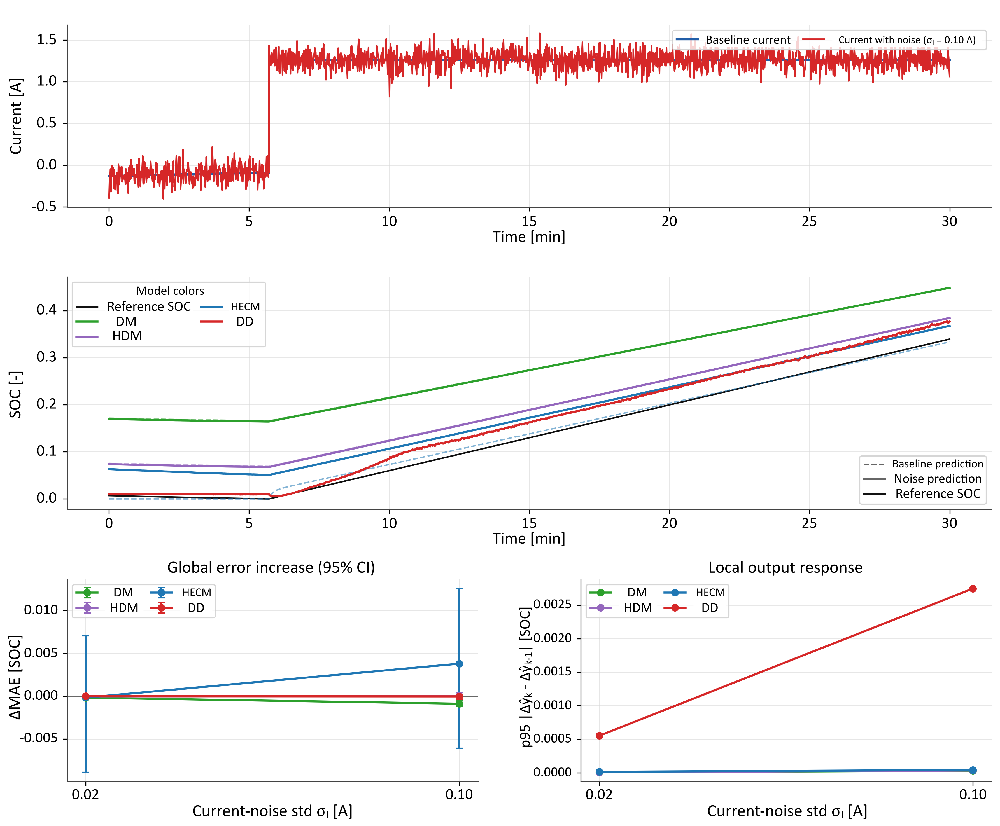 Current [A]
1.5
1.0
0.5
0.0
-0.5
Baseline current
Current with noise (σI = 0.10 A)
0 5 10 15 20 25 30
Time [min]
SOC [-]
0.4
0.3
0.2
0.1
0.0
Model colors
Reference SOC HECM
DM DD
HDM
Baseline prediction
Noise prediction
Reference SOC
0 5 10 15 20 25 30
Time [min]
Global error increase (95% CI)
ΔMAE [SOC]
0.010
0.005
0.000
-0.005
DM HECM
HDM DD
0.02 0.10
Current-noise std σI [A]
Local output response
p95 |Δŷk - Δŷk-1| [SOC]
0.0025
0.0020
0.0015
0.0010
0.0005
0.0000
DM HECM
HDM DD
0.02 0.10
Current-noise std σI [A]